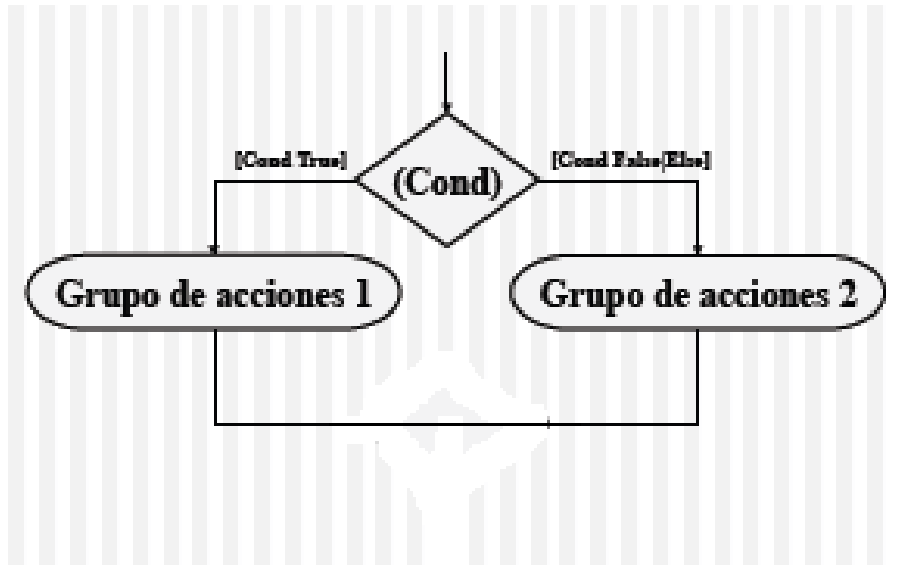 [Cond True]
[Cond False|Else]
(Cond)
Grupo de acciones 1
Grupo de acciones 2